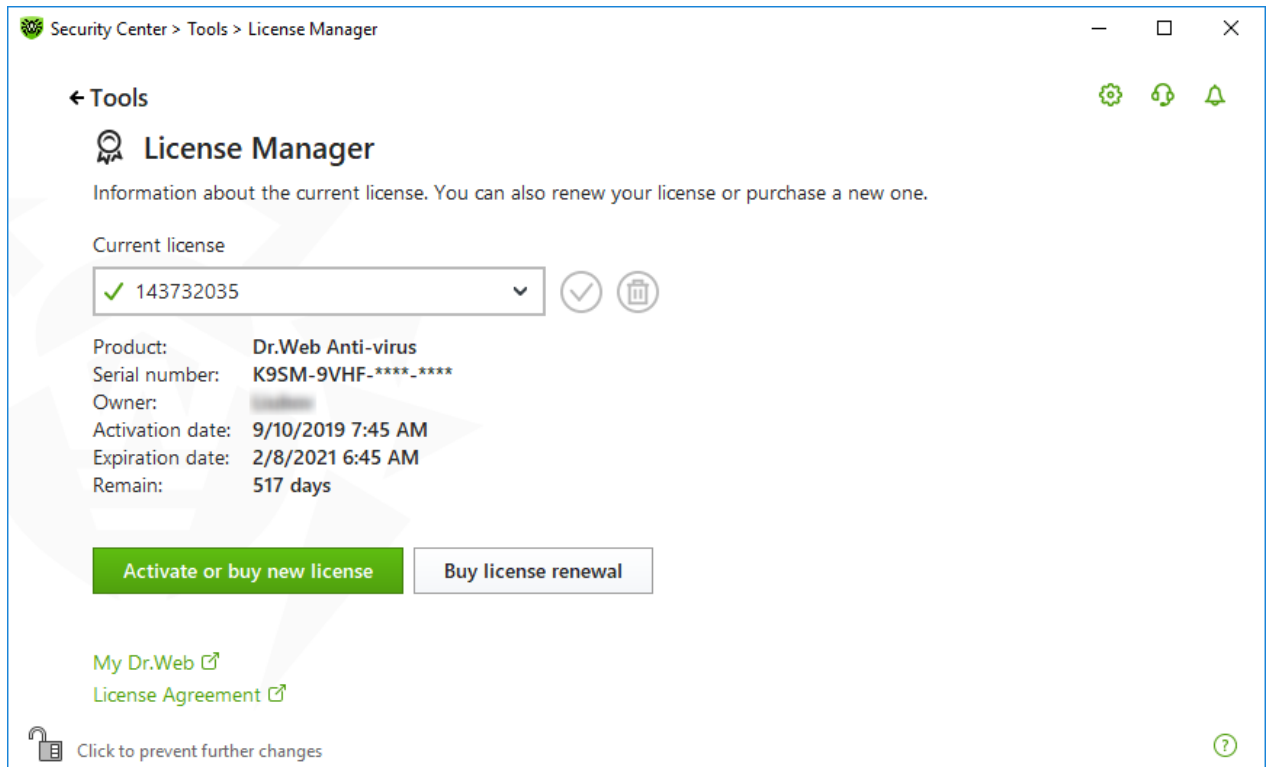 Security Center > Tools > License Manager
Tools
License Manager
Information about the current license. You can also renew your license or purchase a new one.
Current license
143732035
Product: Dr.Web Anti-virus
Serial number: K9SM-9VHF-****-****
Owner:
Activation date: 9/10/2019 7:45 AM
Expiration date: 2/8/2021 6:45 AM
Remain: 517 days
Activate or buy new license Buy license renewal
My Dr.Web
License Agreement
Click to prevent further changes
?